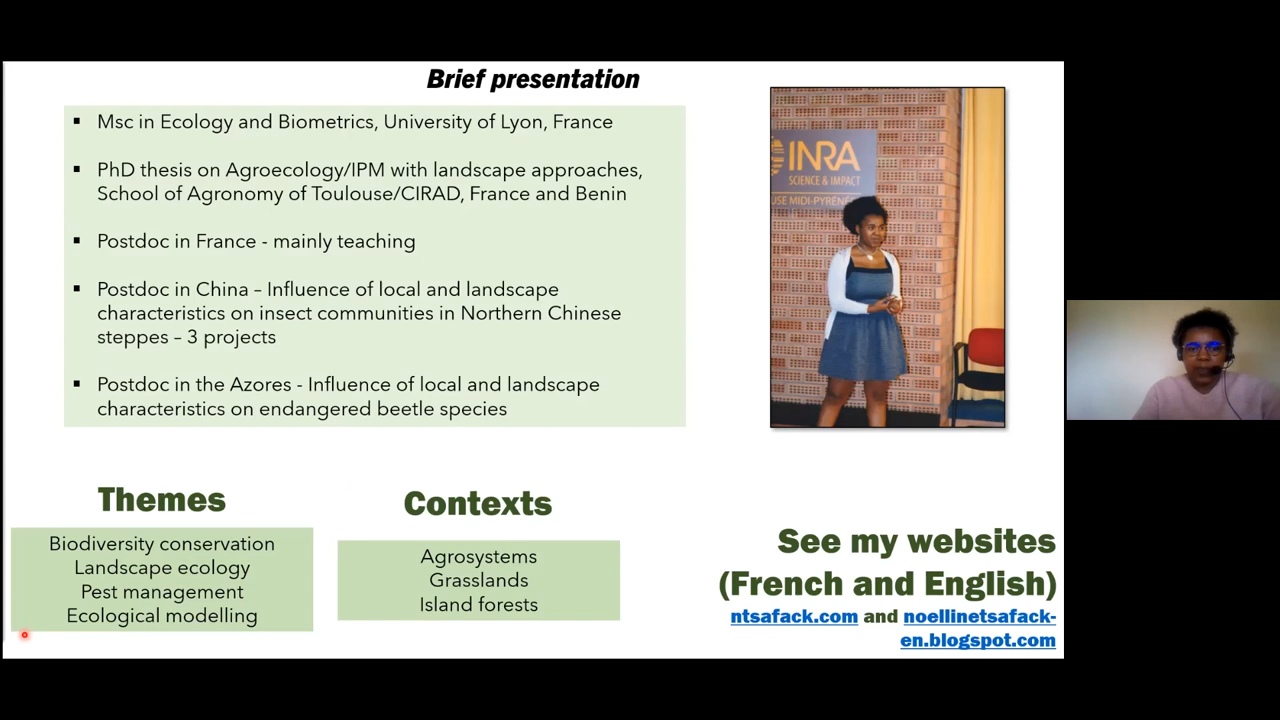 Brief presentation
▪ Msc in Ecology and Biometrics, University of Lyon, France
▪ PhD thesis on Agroecology/IPM with landscape approaches,
School of Agronomy of Toulouse/CIRAD, France and Benin
▪ Postdoc in France - mainly teaching
▪ Postdoc in China – Influence of local and landscape
characteristics on insect communities in Northern Chinese
steppes – 3 projects
▪ Postdoc in the Azores - Influence of local and landscape
characteristics on endangered beetle species
INRA
SCIENCE & IMPACT
USE MIDI-PYRÉNÉ
Themes
Biodiversity conservation
Landscape ecology
Pest management
Ecological modelling
Contexts
Agrosystems
Grasslands
Island forests
See my websites
(French and English)
ntsafack.com and noellinetsafack-
en.blogspot.com